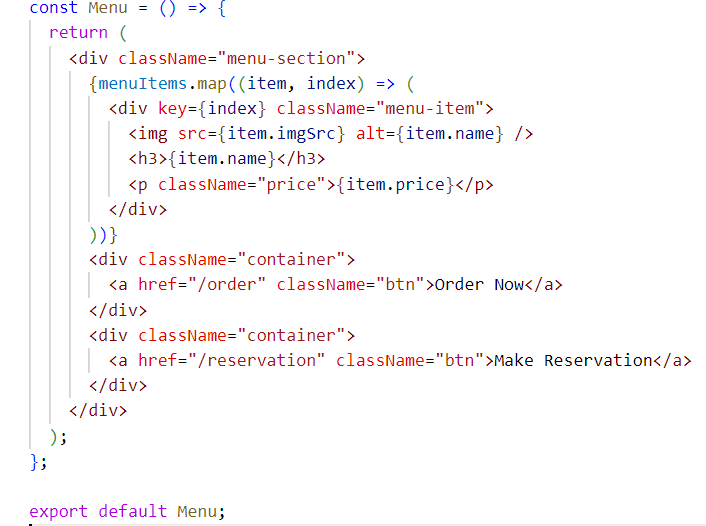 const Menu = () => {
  return (
    <div className="menu-section">
      {menuItems.map((item, index) => (
        <div key={index} className="menu-item">
          <img src={item.imgSrc} alt={item.name} />
          <h3>{item.name}</h3>
          <p className="price">{item.price}</p>
        </div>
      ))}
      <div className="container">
        <a href="/order" className="btn">Order Now</a>
      </div>
      <div className="container">
        <a href="/reservation" className="btn">Make Reservation</a>
      </div>
    </div>
  );
};

export default Menu;